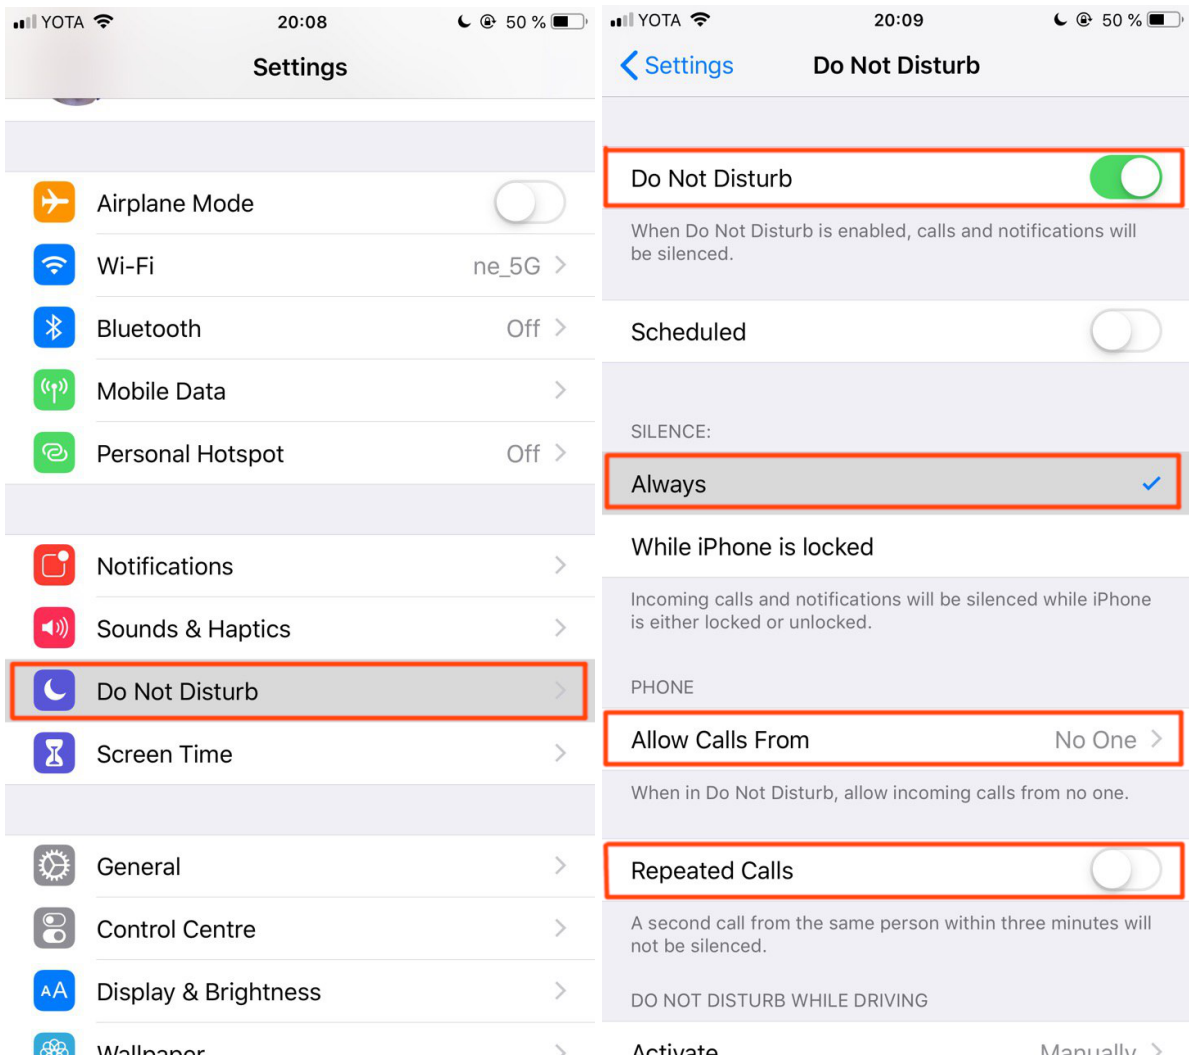 YOTA 20:08 50 %
Settings
Airplane Mode
Wi-Fi ne_5G
Bluetooth Off
Mobile Data
Personal Hotspot Off
Notifications
Sounds & Haptics
Do Not Disturb
Screen Time
General
Control Centre
AA Display & Brightness
Wallpaper
YOTA 20:09 50 %
Settings Do Not Disturb
Do Not Disturb
When Do Not Disturb is enabled, calls and notifications will
be silenced.
Scheduled
SILENCE:
Always
While iPhone is locked
Incoming calls and notifications will be silenced while iPhone
is either locked or unlocked.
PHONE
Allow Calls From No One
When in Do Not Disturb, allow incoming calls from no one.
Repeated Calls
A second call from the same person within three minutes will
not be silenced.
DO NOT DISTURB WHILE DRIVING
Activate Manually